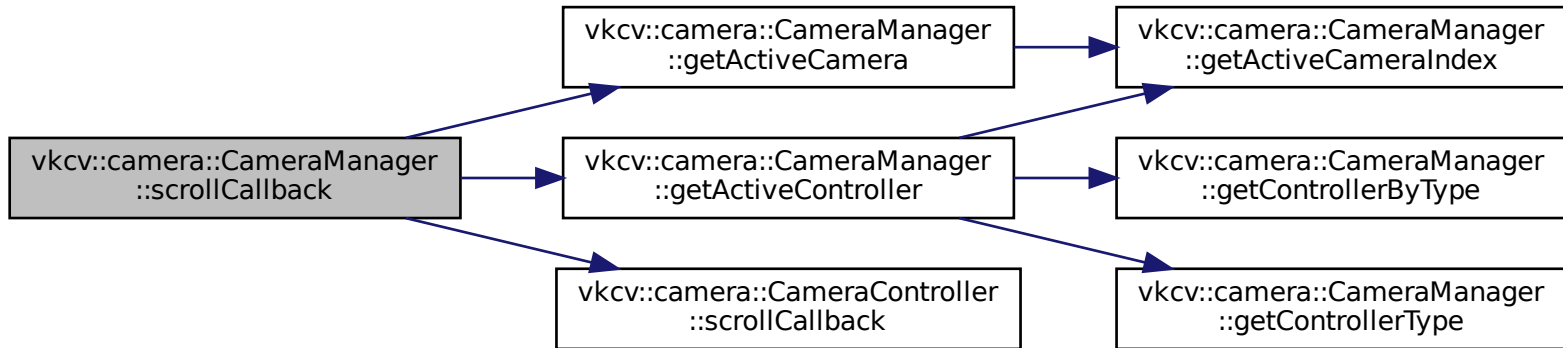 vkcv::camera::CameraManager
::scrollCallback
vkcv::camera::CameraManager
::getActiveCamera
vkcv::camera::CameraManager
::getActiveController
vkcv::camera::CameraController
::scrollCallback
vkcv::camera::CameraManager
::getActiveCameraIndex
vkcv::camera::CameraManager
::getControllerByType
vkcv::camera::CameraManager
::getControllerType